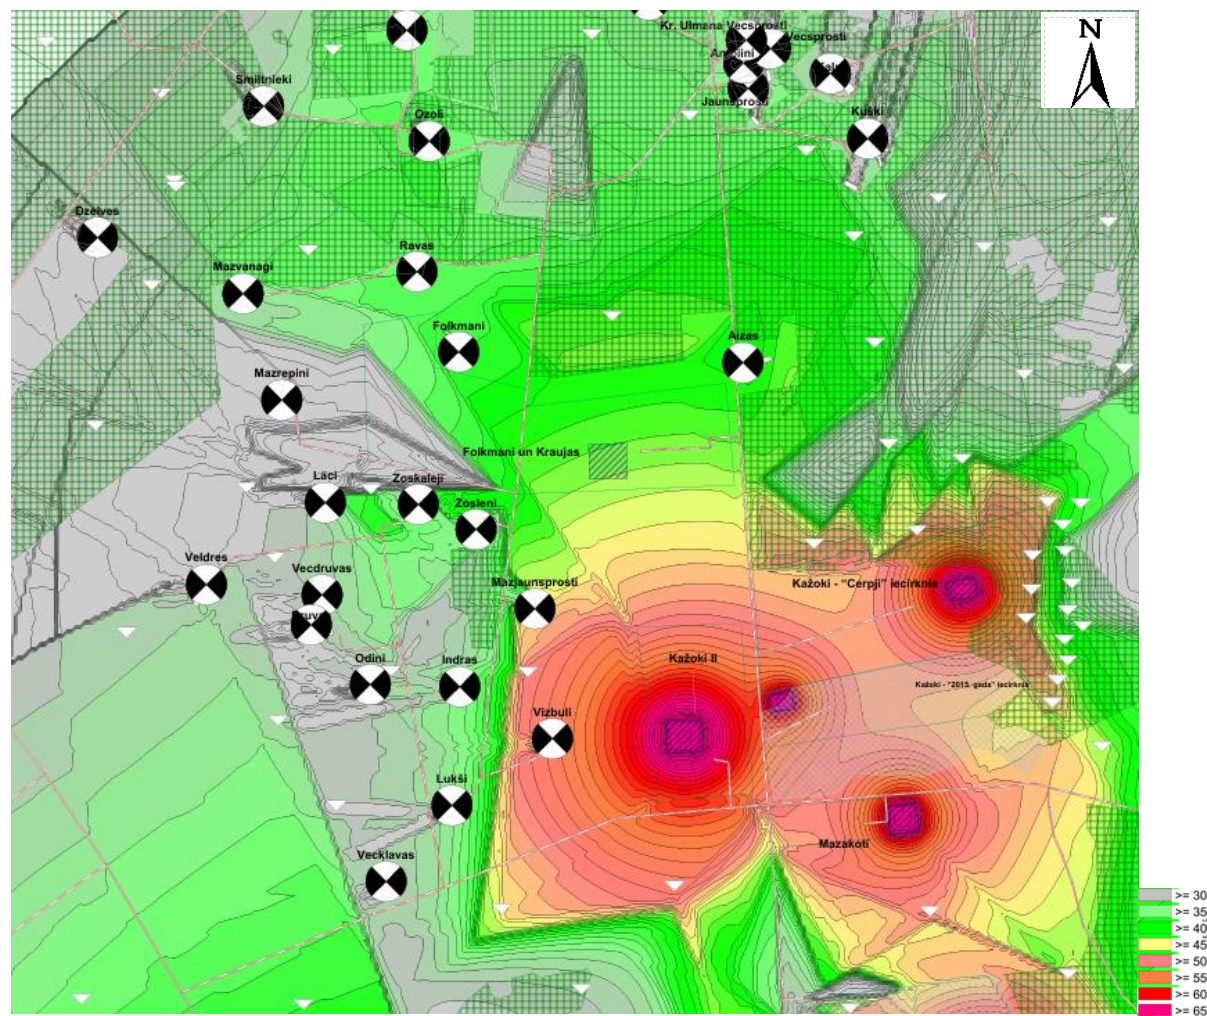 Kr. Ulmana Vecsprosti
N
Vecsprosti
Smiltnieki
Jaunsprosti
Kuški
Ozoli
Dzelves
Ravas
Mazvanagi
Folkmani
Aizas
Mazrepini
Folkmani un Kraujas
Laci
Zoskaleji
Zosleni
Veldres
Vecdruvas
Mazjaunsprosti
Kažoki - "Cerpji" iecirknis
Odini
Indras
Kažoki II
Kažoki - "2015. gada" iecirknis
Vizbuli
Lukši
Mazakoti
Vecklavas
>= 30
>= 35
>= 40
>= 45
>= 50
>= 55
>= 60
>= 65